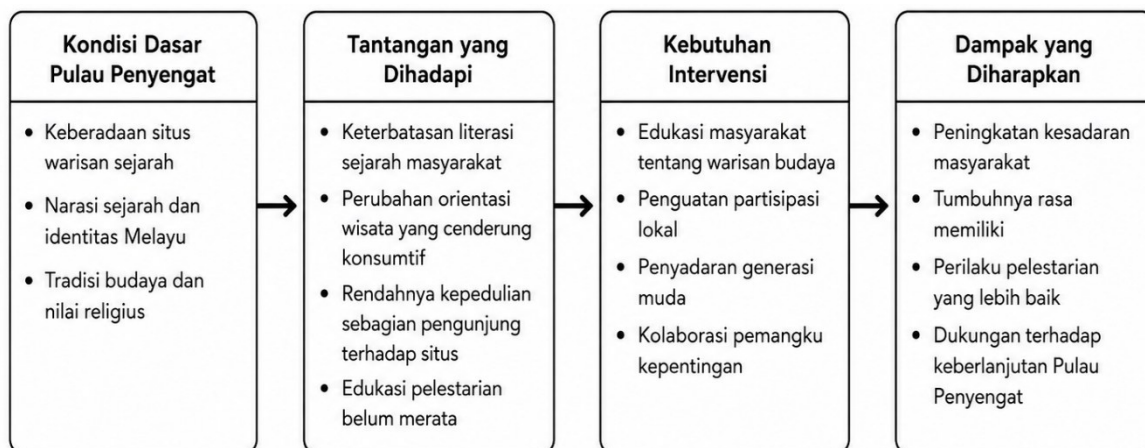 Kondisi Dasar
Pulau Penyengat
• Keberadaan situs
warisan sejarah
• Narasi sejarah dan
identitas Melayu
• Tradisi budaya dan
nilai religius
Tantangan yang
Dihadapi
• Keterbatasan literasi
sejarah masyarakat
• Perubahan orientasi
wisata yang cenderung
konsumtif
• Rendahnya kepedulian
sebagian pengunjung
terhadap situs
• Edukasi pelestarian
belum merata
Kebutuhan
Intervensi
• Edukasi masyarakat
tentang warisan budaya
• Penguatan partisipasi
lokal
• Penyadaran generasi
muda
• Kolaborasi pemangku
kepentingan
Dampak yang
Diharapkan
• Peningkatan kesadaran
masyarakat
• Tumbuhnya rasa
memiliki
• Perilaku pelestarian
yang lebih baik
• Dukungan terhadap
keberlanjutan Pulau
Penyengat